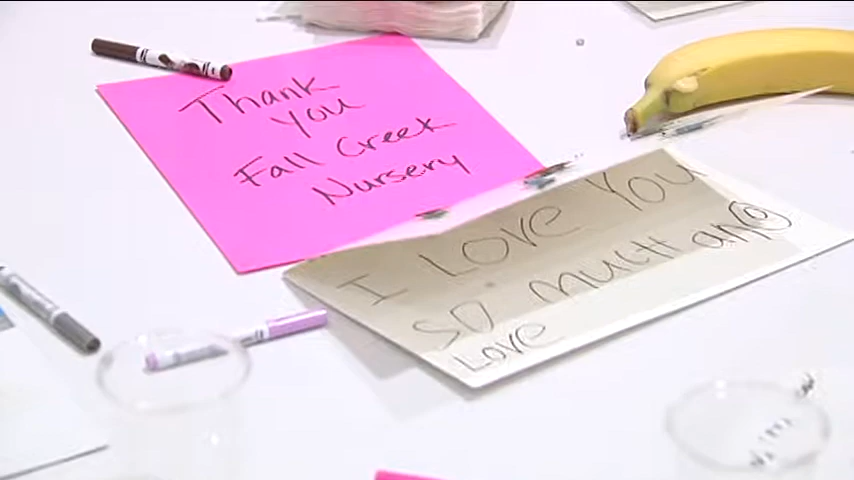 Thank
You
Fall Creek
Nursery
I Love You
so much and
Love